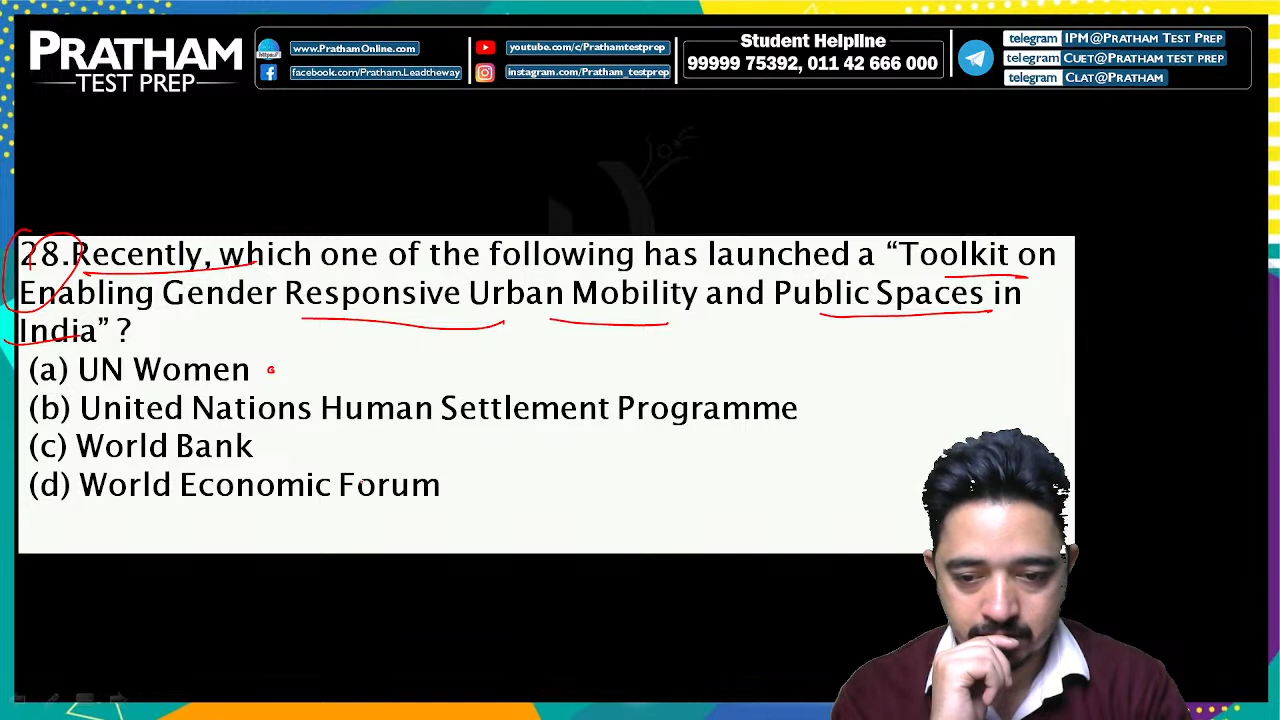 PRATHAM
TEST PREP
https://
www.PrathamOnline.com
facebook.com/Pratham.Leadtheway
youtube.com/c/Prathamtestprep
instagram.com/Pratham_testprep
Student Helpline
99999 75392, 011 42 666 000
telegram IPM@PRATHAM TEST PREP
telegram CUET@PRATHAM TEST PREP
telegram CLAT@PRATHAM
28.Recently, which one of the following has launched a “Toolkit on
Enabling Gender Responsive Urban Mobility and Public Spaces in
India” ?
(a) UN Women
(b) United Nations Human Settlement Programme
(c) World Bank
(d) World Economic Forum